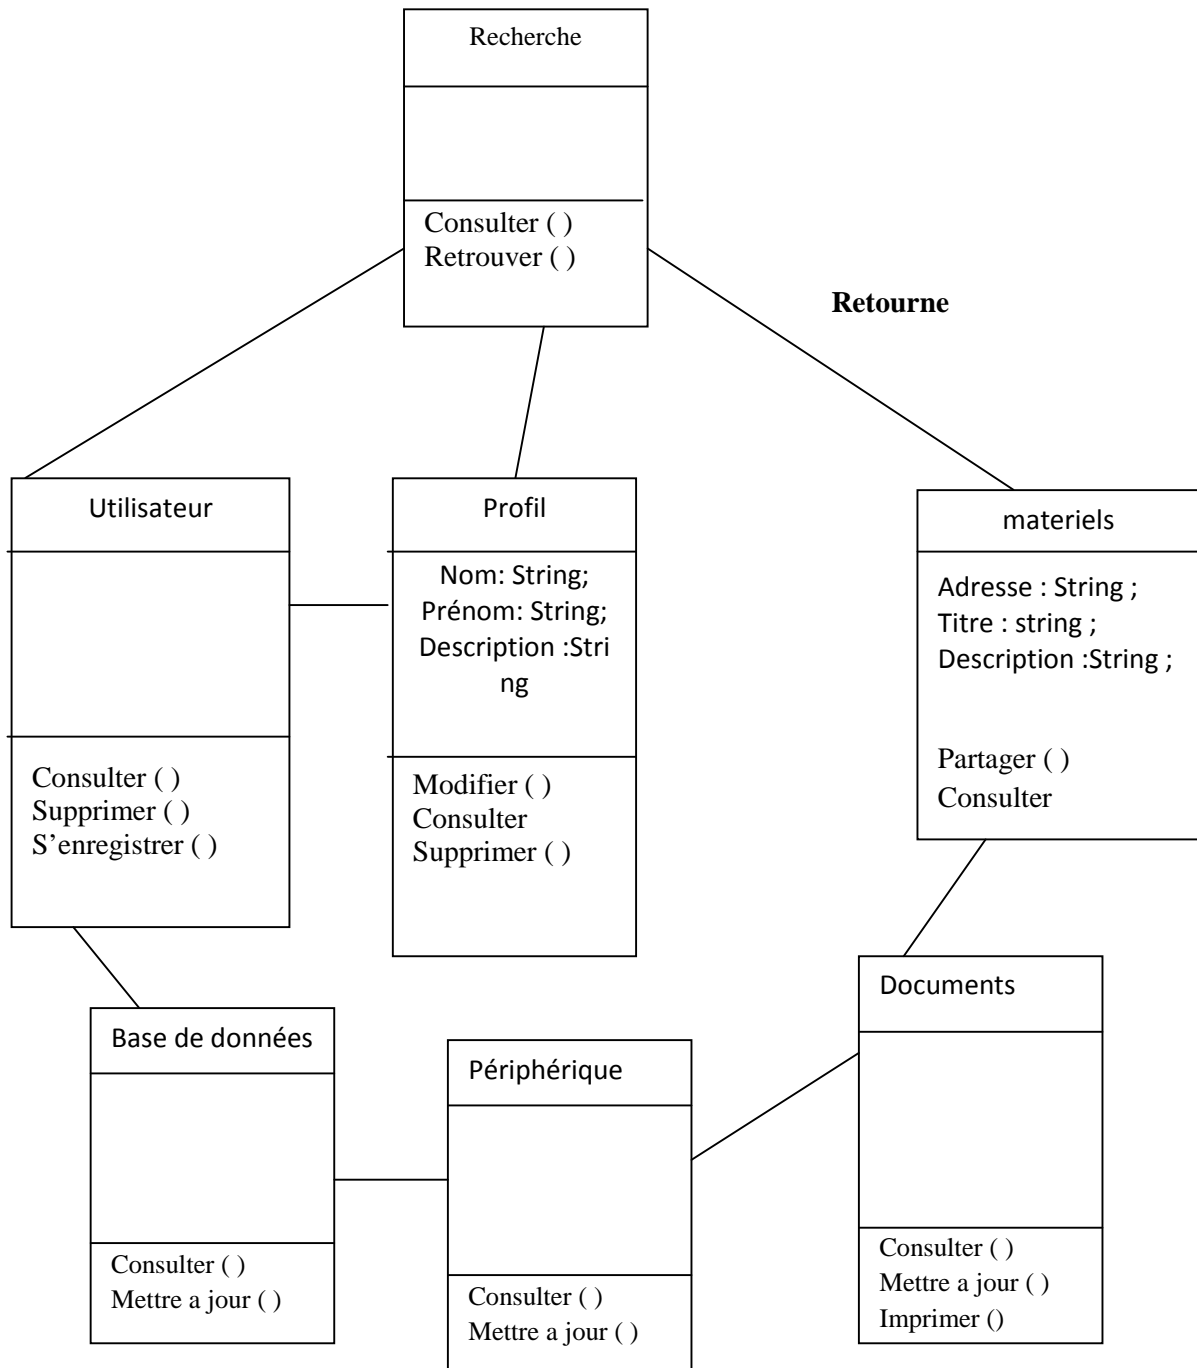 Recherche
Consulter ( )
Retrouver ( )
Retourne
Utilisateur
Consulter ( )
Supprimer ( )
S’enregistrer ( )
Profil
Nom: String;
Prénom: String;
Description :Stri
ng
Modifier ( )
Consulter
Supprimer ( )
materiels
Adresse : String ;
Titre : string ;
Description :String ;
Partager ( )
Consulter
Base de données
Consulter ( )
Mettre a jour ( )
Périphérique
Consulter ( )
Mettre a jour ( )
Documents
Consulter ( )
Mettre a jour ( )
Imprimer ()